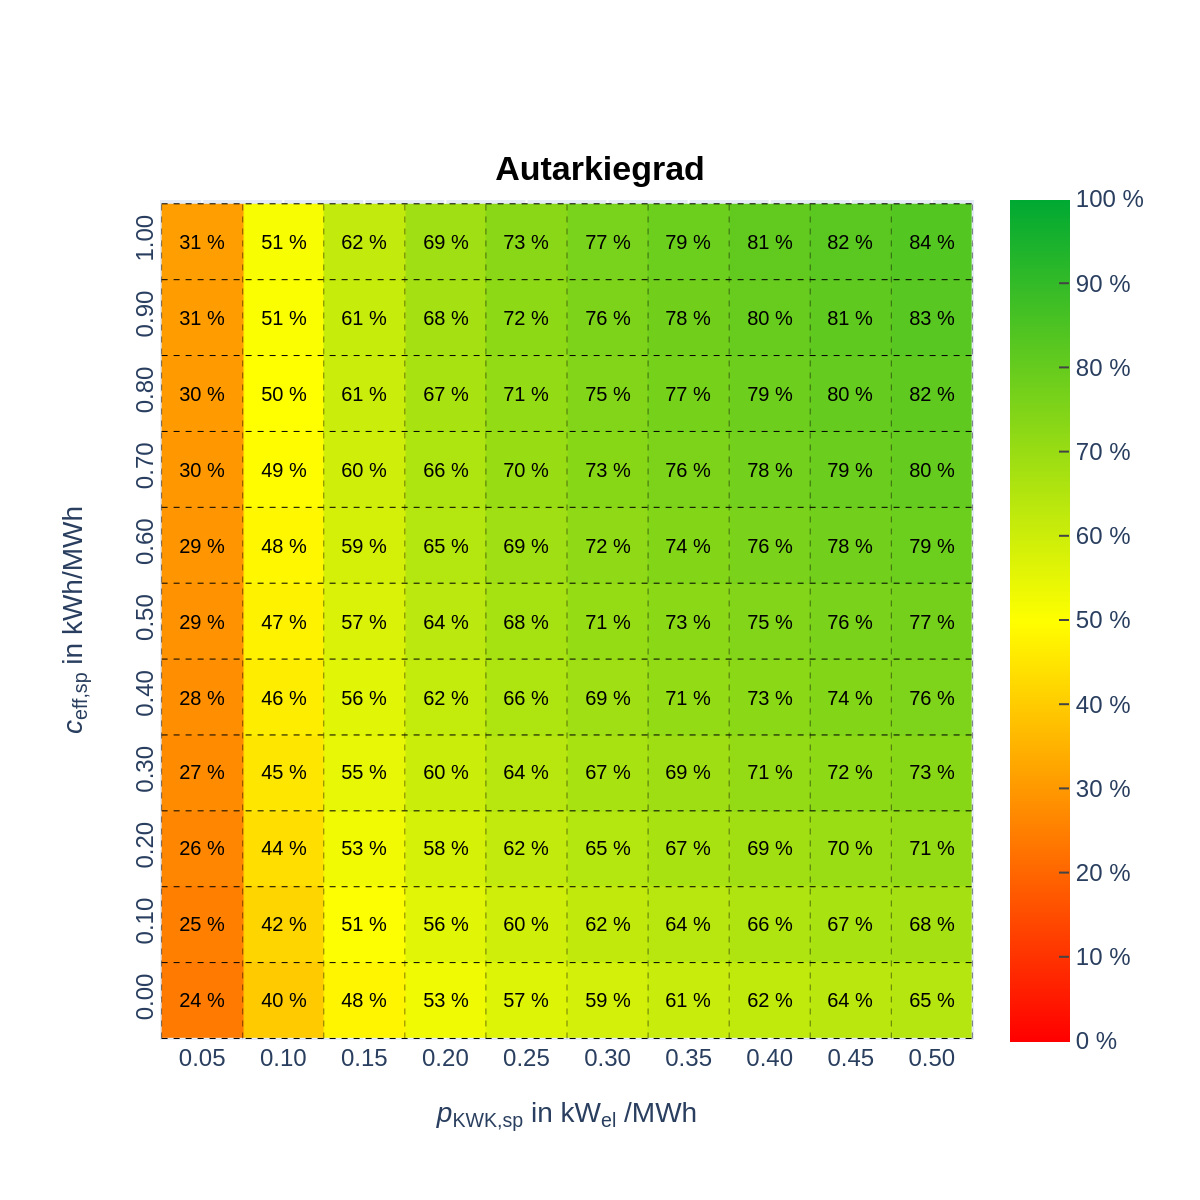 Autarkiegrad
1.00 31 % 51 % 62 % 69 % 73 % 77 % 79 % 81 % 82 % 84 %
0.90 31 % 51 % 61 % 68 % 72 % 76 % 78 % 80 % 81 % 83 %
0.80 30 % 50 % 61 % 67 % 71 % 75 % 77 % 79 % 80 % 82 %
0.70 30 % 49 % 60 % 66 % 70 % 73 % 76 % 78 % 79 % 80 %
0.60 29 % 48 % 59 % 65 % 69 % 72 % 74 % 76 % 78 % 79 %
0.50 29 % 47 % 57 % 64 % 68 % 71 % 73 % 75 % 76 % 77 %
0.40 28 % 46 % 56 % 62 % 66 % 69 % 71 % 73 % 74 % 76 %
0.30 27 % 45 % 55 % 60 % 64 % 67 % 69 % 71 % 72 % 73 %
0.20 26 % 44 % 53 % 58 % 62 % 65 % 67 % 69 % 70 % 71 %
0.10 25 % 42 % 51 % 56 % 60 % 62 % 64 % 66 % 67 % 68 %
0.00 24 % 40 % 48 % 53 % 57 % 59 % 61 % 62 % 64 % 65 %
0.05 0.10 0.15 0.20 0.25 0.30 0.35 0.40 0.45 0.50
pKWK,sp in kWel /MWh
ceff,sp in kWh/MWh
100 %
90 %
80 %
70 %
60 %
50 %
40 %
30 %
20 %
10 %
0 %